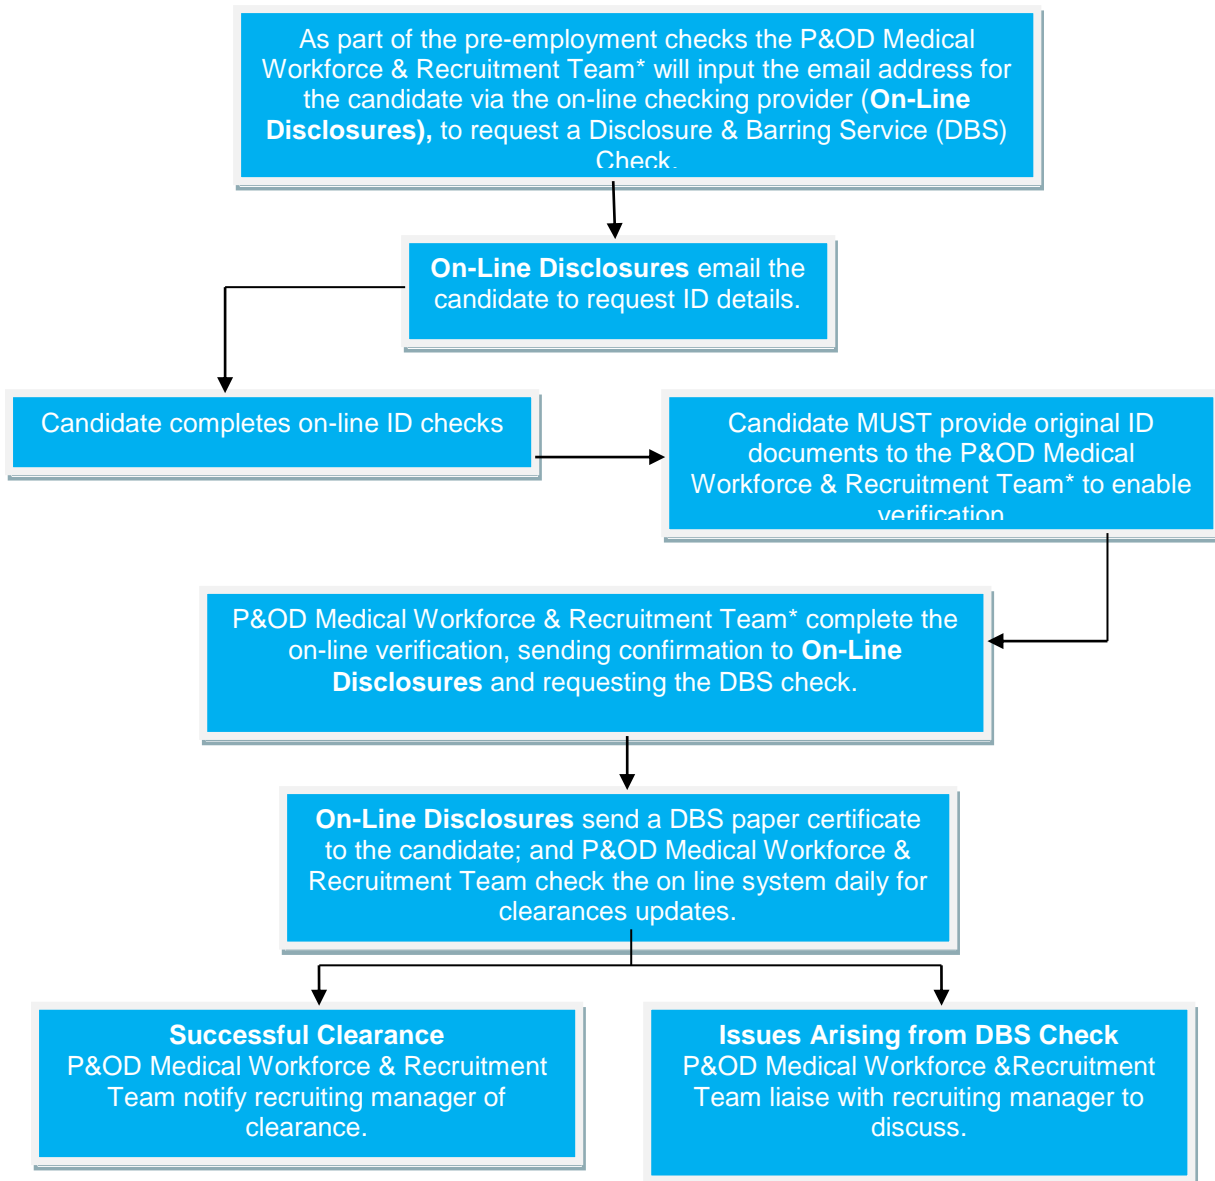 As part of the pre-employment checks the P&OD Medical
Workforce & Recruitment Team* will input the email address for
the candidate via the on-line checking provider (On-Line
Disclosures), to request a Disclosure & Barring Service (DBS)
Check.
On-Line Disclosures email the
candidate to request ID details.
Candidate completes on-line ID checks
Candidate MUST provide original ID
documents to the P&OD Medical
Workforce & Recruitment Team* to enable
verification
P&OD Medical Workforce & Recruitment Team* complete the
on-line verification, sending confirmation to On-Line
Disclosures and requesting the DBS check.
On-Line Disclosures send a DBS paper certificate
to the candidate; and P&OD Medical Workforce &
Recruitment Team check the on line system daily for
clearances updates.
Successful Clearance
P&OD Medical Workforce & Recruitment
Team notify recruiting manager of
clearance.
Issues Arising from DBS Check
P&OD Medical Workforce &Recruitment
Team liaise with recruiting manager to
discuss.